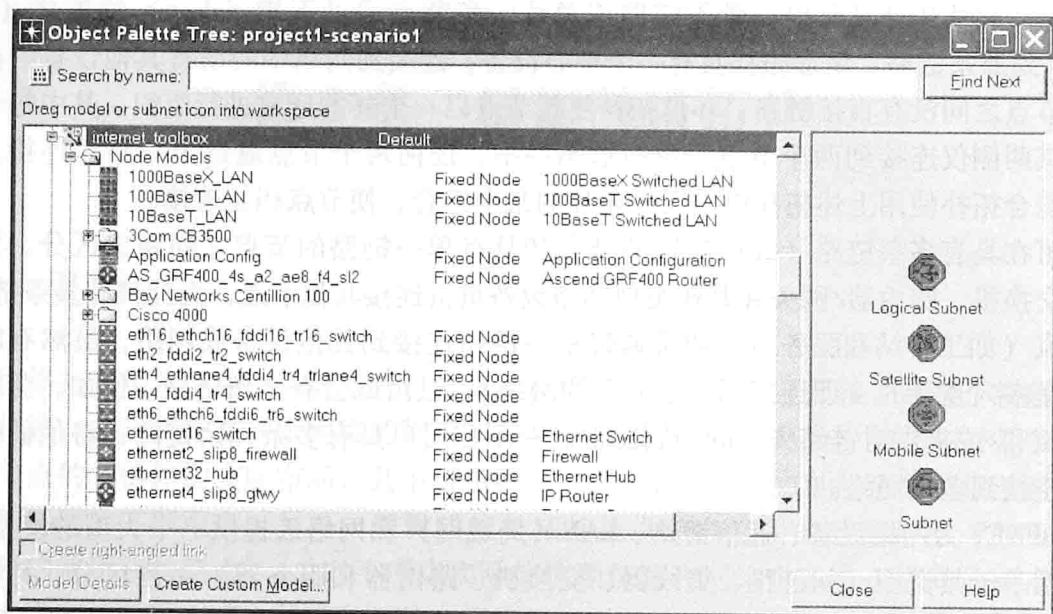 Object Palette Tree: project1-scenario1
Search by name:
Find Next
Drag model or subnet icon into workspace
internet_toolbox Default
Node Models
1000BaseX_LAN Fixed Node 1000BaseX Switched LAN
100BaseT_LAN Fixed Node 100BaseT Switched LAN
10BaseT_LAN Fixed Node 10BaseT Switched LAN
3Com CB3500
Application Config Fixed Node Application Configuration
AS_GRF400_4s_a2_ae8_f4_sl2 Fixed Node Ascend GRF400 Router
Bay Networks Centillion 100
Cisco 4000
eth16_ethch16_fddi16_tr16_switch Fixed Node
eth2_fddi2_tr2_switch Fixed Node
eth4_ethlane4_fddi4_tr4_trlane4_switch Fixed Node
eth4_fddi4_tr4_switch Fixed Node
eth6_ethch6_fddi6_tr6_switch Fixed Node
ethernet16_switch Fixed Node Ethernet Switch
ethernet2_slip8_firewall Fixed Node Firewall
ethernet32_hub Fixed Node Ethernet Hub
ethernet4_slip8_gtwy Fixed Node IP Router
Logical Subnet
Satellite Subnet
Mobile Subnet
Subnet
Create right-angled link
Model Details
Create Custom Model...
Close
Help